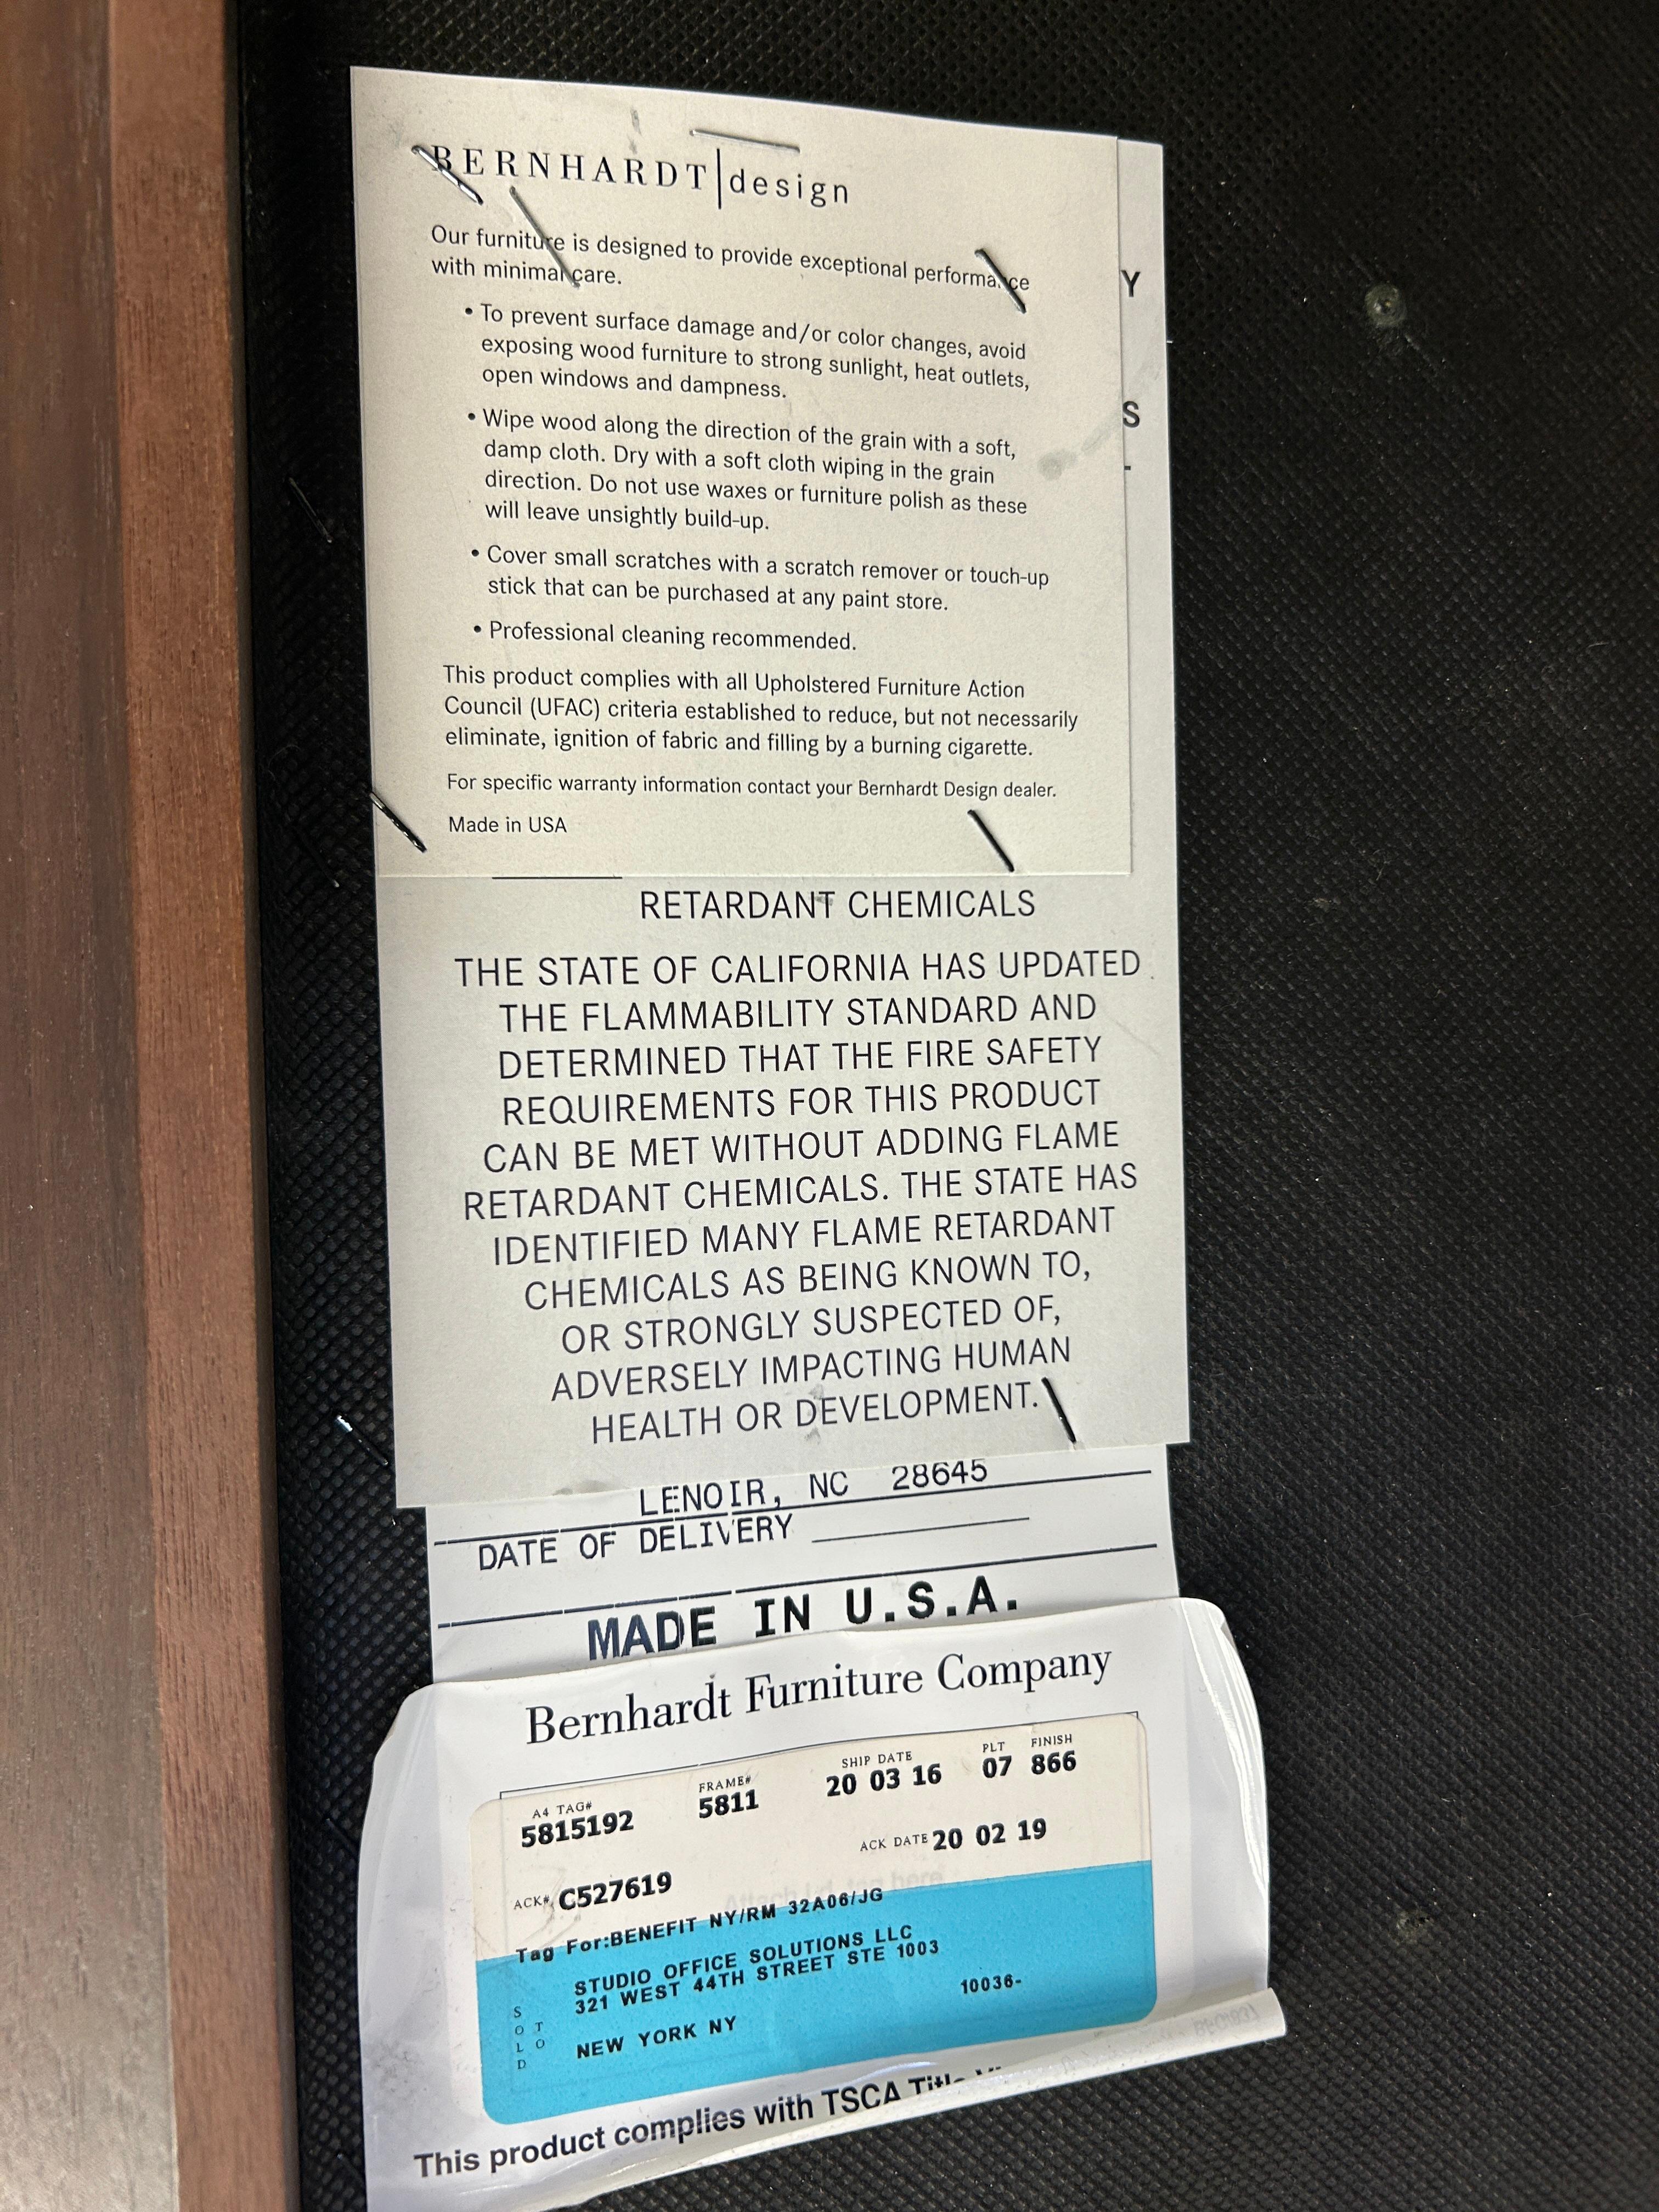 BERNHARDT design
Our furniture is designed to provide exceptional performance
with minimal care.
• To prevent surface damage and/or color changes, avoid
exposing wood furniture to strong sunlight, heat outlets,
open windows and dampness.
• Wipe wood along the direction of the grain with a soft,
damp cloth. Dry with a soft cloth wiping in the grain
direction. Do not use waxes or furniture polish as these
will leave unsightly build-up.
• Cover small scratches with a scratch remover or touch-up
stick that can be purchased at any paint store.
• Professional cleaning recommended.
This product complies with all Upholstered Furniture Action
Council (UFAC) criteria established to reduce, but not necessarily
eliminate, ignition of fabric and filling by a burning cigarette.
For specific warranty information contact your Bernhardt Design dealer.
Made in USA
Y
S
RETARDANT CHEMICALS
THE STATE OF CALIFORNIA HAS UPDATED
THE FLAMMABILITY STANDARD AND
DETERMINED THAT THE FIRE SAFETY
REQUIREMENTS FOR THIS PRODUCT
CAN BE MET WITHOUT ADDING FLAME
RETARDANT CHEMICALS. THE STATE HAS
IDENTIFIED MANY FLAME RETARDANT
CHEMICALS AS BEING KNOWN TO,
OR STRONGLY SUSPECTED OF,
ADVERSELY IMPACTING HUMAN
HEALTH OR DEVELOPMENT.
LENOIR, NC 28645
DATE OF DELIVERY
MADE IN U.S.A.
Bernhardt Furniture Company
A4 TAG# FRAME# SHIP DATE PLT FINISH
5815192 5811 20 03 16 07 866
ACK# C527619 ACK DATE 20 02 19
Tag For:BENEFIT NY/RM 32A06/JG
SOLD TO
STUDIO OFFICE SOLUTIONS LLC
321 WEST 44TH STREET STE 1003
NEW YORK NY 10036-
This product complies with TSCA Title